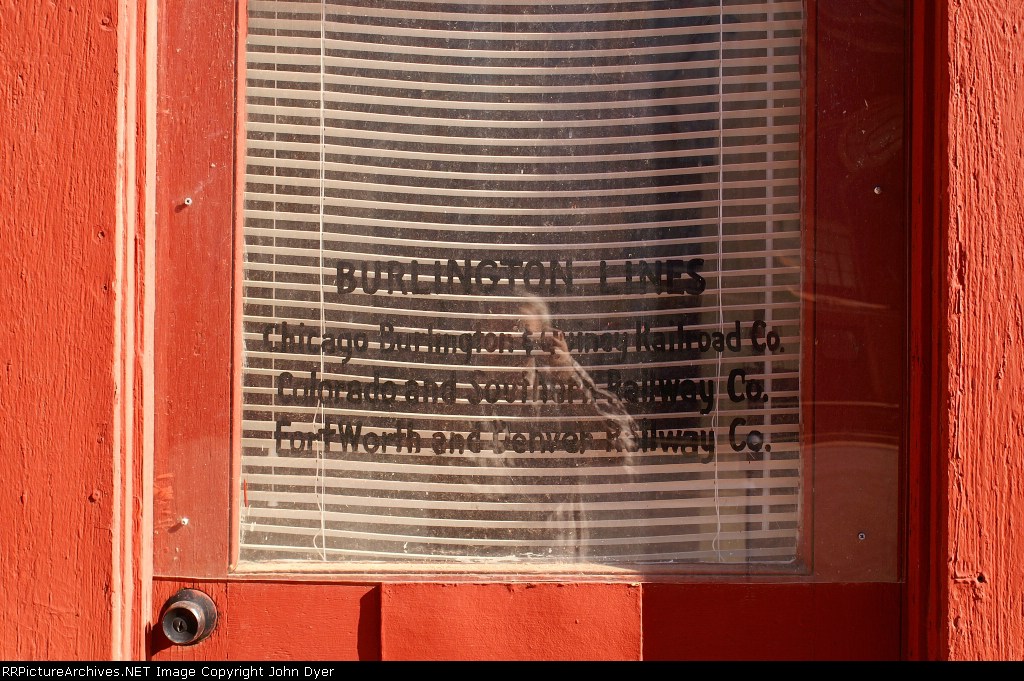 BURLINGTON LINES
Chicago Burlington & Quincy Railroad Co.
Colorado and Southern Railway Co.
Fort Worth and Denver Railway Co.
RRPictureArchives.NET Image Copyright John Dyer